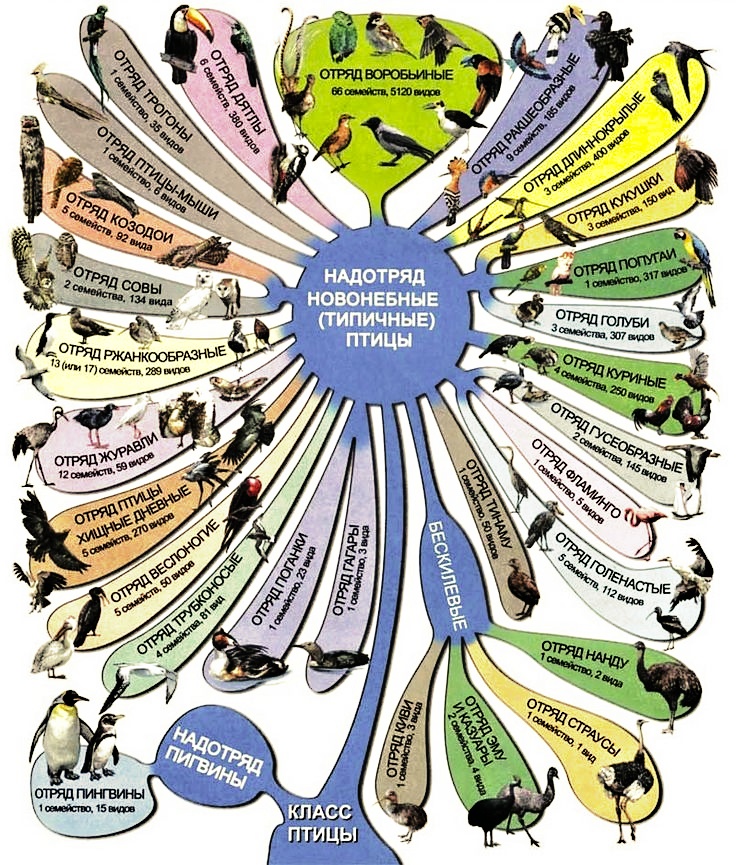 ОТРЯД ВОРОБЬИНЫЕ
66 семейств, 5120 видов
ОТРЯД ДЯТЛЫ
6 семейств, 380 видов
ОТРЯД ТРОГОНЫ
1 семейство, 35 видов
ОТРЯД ПТИЦЫ-МЫШИ
1 семейство, 6 видов
ОТРЯД КОЗОДОИ
5 семейств, 92 вида
ОТРЯД СОВЫ
2 семейства, 134 вида
ОТРЯД РЖАНКООБРАЗНЫЕ
13 (или 17) семейств, 289 видов
ОТРЯД ЖУРАВЛИ
12 семейств, 59 видов
ОТРЯД ПТИЦЫ
ХИЩНЫЕ ДНЕВНЫЕ
5 семейств, 270 видов
ОТРЯД ВЕСЛОНОГИЕ
5 семейств, 50 видов
ОТРЯД ТРУБКОНОСЫЕ
4 семейства, 81 вид
ОТРЯД ПОГАНКИ
1 семейство, 23 вида
ОТРЯД ГАГАРЫ
1 семейство, 3 вида
ОТРЯД РАКШЕОБРАЗНЫЕ
9 семейств, 185 видов
ОТРЯД ДЛИННОКРЫЛЫЕ
3 семейства, 400 видов
ОТРЯД КУКУШКИ
3 семейства, 150 вид
ОТРЯД ПОПУГАИ
1 семейство, 317 видов
ОТРЯД ГОЛУБИ
3 семейства, 307 видов
ОТРЯД КУРИНЫЕ
4 семейства, 250 видов
ОТРЯД ГУСЕОБРАЗНЫЕ
2 семейства, 145 видов
ОТРЯД ФЛАМИНГО
1 семейство, 5 видов
ОТРЯД ГОЛЕНАСТЫЕ
5 семейств, 112 видов
ОТРЯД ТИНАМУ
1 семейство, 50 видов
НАДОТРЯД
НОВОНЕБНЫЕ
(ТИПИЧНЫЕ)
ПТИЦЫ
БЕСКИЛЕВЫЕ
ОТРЯД НАНДУ
1 семейство, 2 вида
ОТРЯД СТРАУСЫ
1 семейство, 1 вид
ОТРЯД ЭМУ
И КАЗУАРЫ
2 семейства, 4 вида
ОТРЯД КИВИ
1 семейство, 3 вида
НАДОТРЯД
ПИГВИНЫ
ОТРЯД ПИНГВИНЫ
1 семейство, 15 видов
КЛАСС
ПТИЦЫ